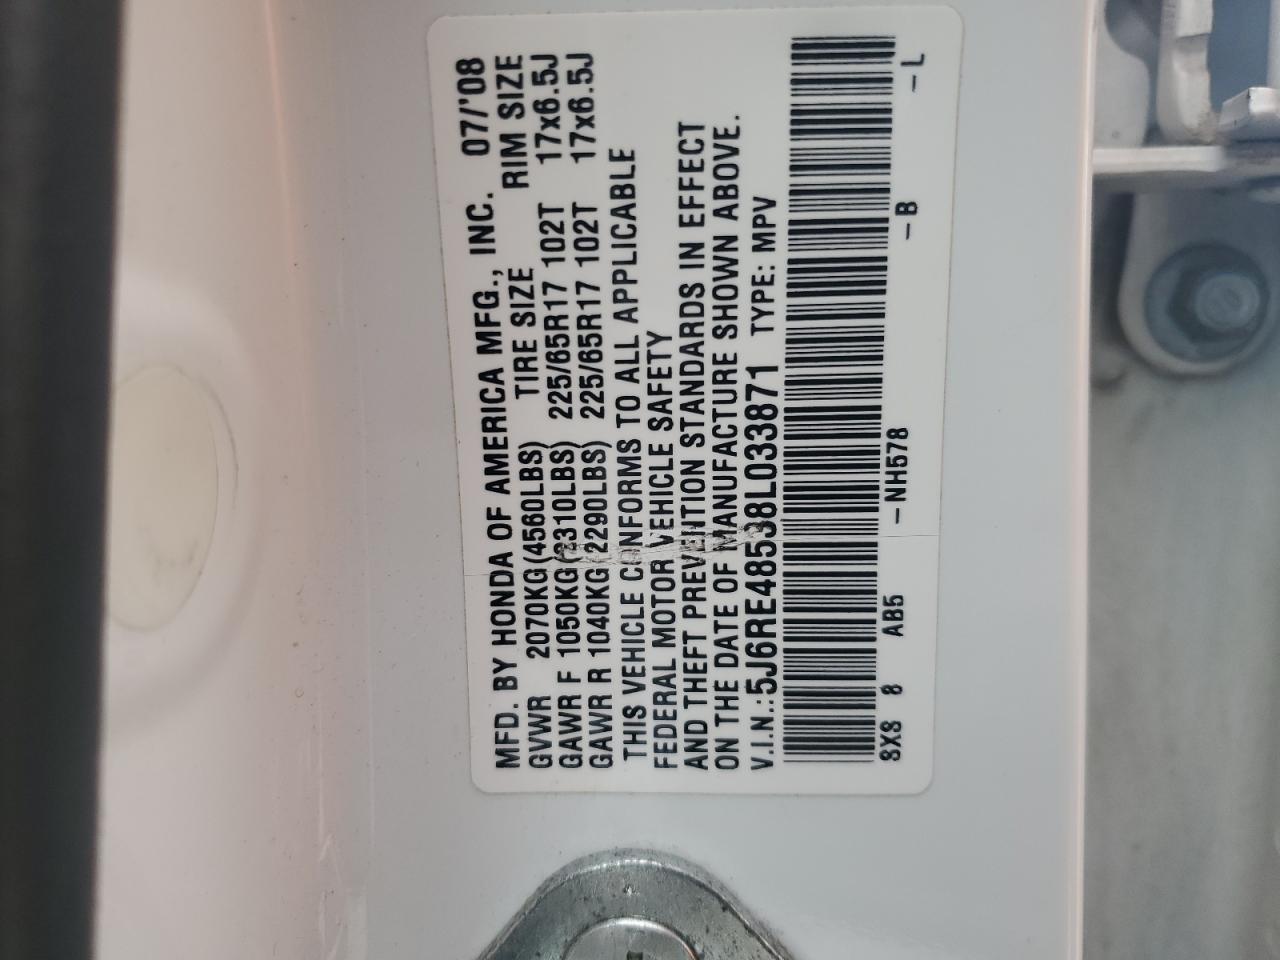 MFD. BY HONDA OF AMERICA MFG., INC. 07/'08
GVWR 2070KG(4560LBS) TIRE SIZE RIM SIZE
GAWR F 1050KG(2310LBS) 225/65R17 102T 17x6.5J
GAWR R 1040KG(2290LBS) 225/65R17 102T 17x6.5J
THIS VEHICLE CONFORMS TO ALL APPLICABLE
FEDERAL MOTOR VEHICLE SAFETY
AND THEFT PREVENTION STANDARDS IN EFFECT
ON THE DATE OF MANUFACTURE SHOWN ABOVE.
V.I.N.:5J6RE48538L033871 TYPE: MPV
8X8 8 AB5 -NH578 -B -L